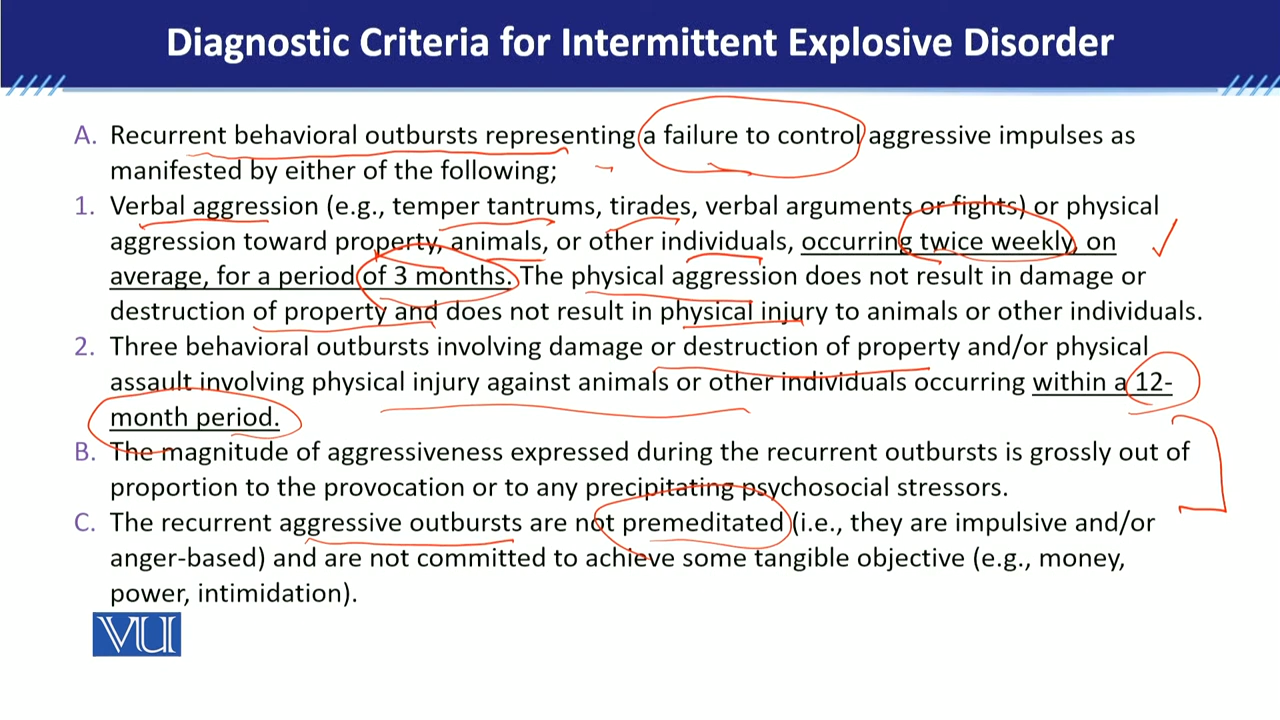 Diagnostic Criteria for Intermittent Explosive Disorder
A. Recurrent behavioral outbursts representing a failure to control aggressive impulses as
manifested by either of the following;
1. Verbal aggression (e.g., temper tantrums, tirades, verbal arguments or fights) or physical
aggression toward property, animals, or other individuals, occurring twice weekly, on
average, for a period of 3 months. The physical aggression does not result in damage or
destruction of property and does not result in physical injury to animals or other individuals.
2. Three behavioral outbursts involving damage or destruction of property and/or physical
assault involving physical injury against animals or other individuals occurring within a 12-
month period.
B. The magnitude of aggressiveness expressed during the recurrent outbursts is grossly out of
proportion to the provocation or to any precipitating psychosocial stressors.
C. The recurrent aggressive outbursts are not premeditated (i.e., they are impulsive and/or
anger-based) and are not committed to achieve some tangible objective (e.g., money,
power, intimidation).
VU